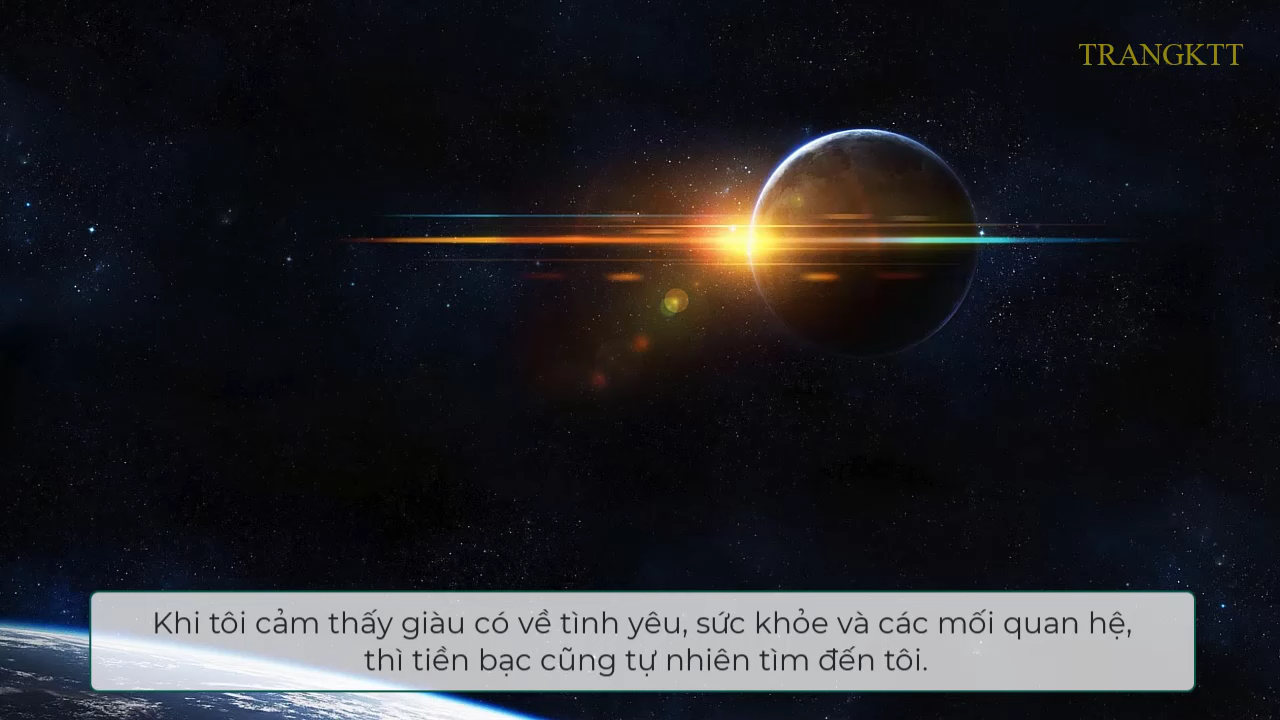 TRANGKTT
Khi tôi cảm thấy giàu có về tình yêu, sức khỏe và các mối quan hệ,
thì tiền bạc cũng tự nhiên tìm đến tôi.